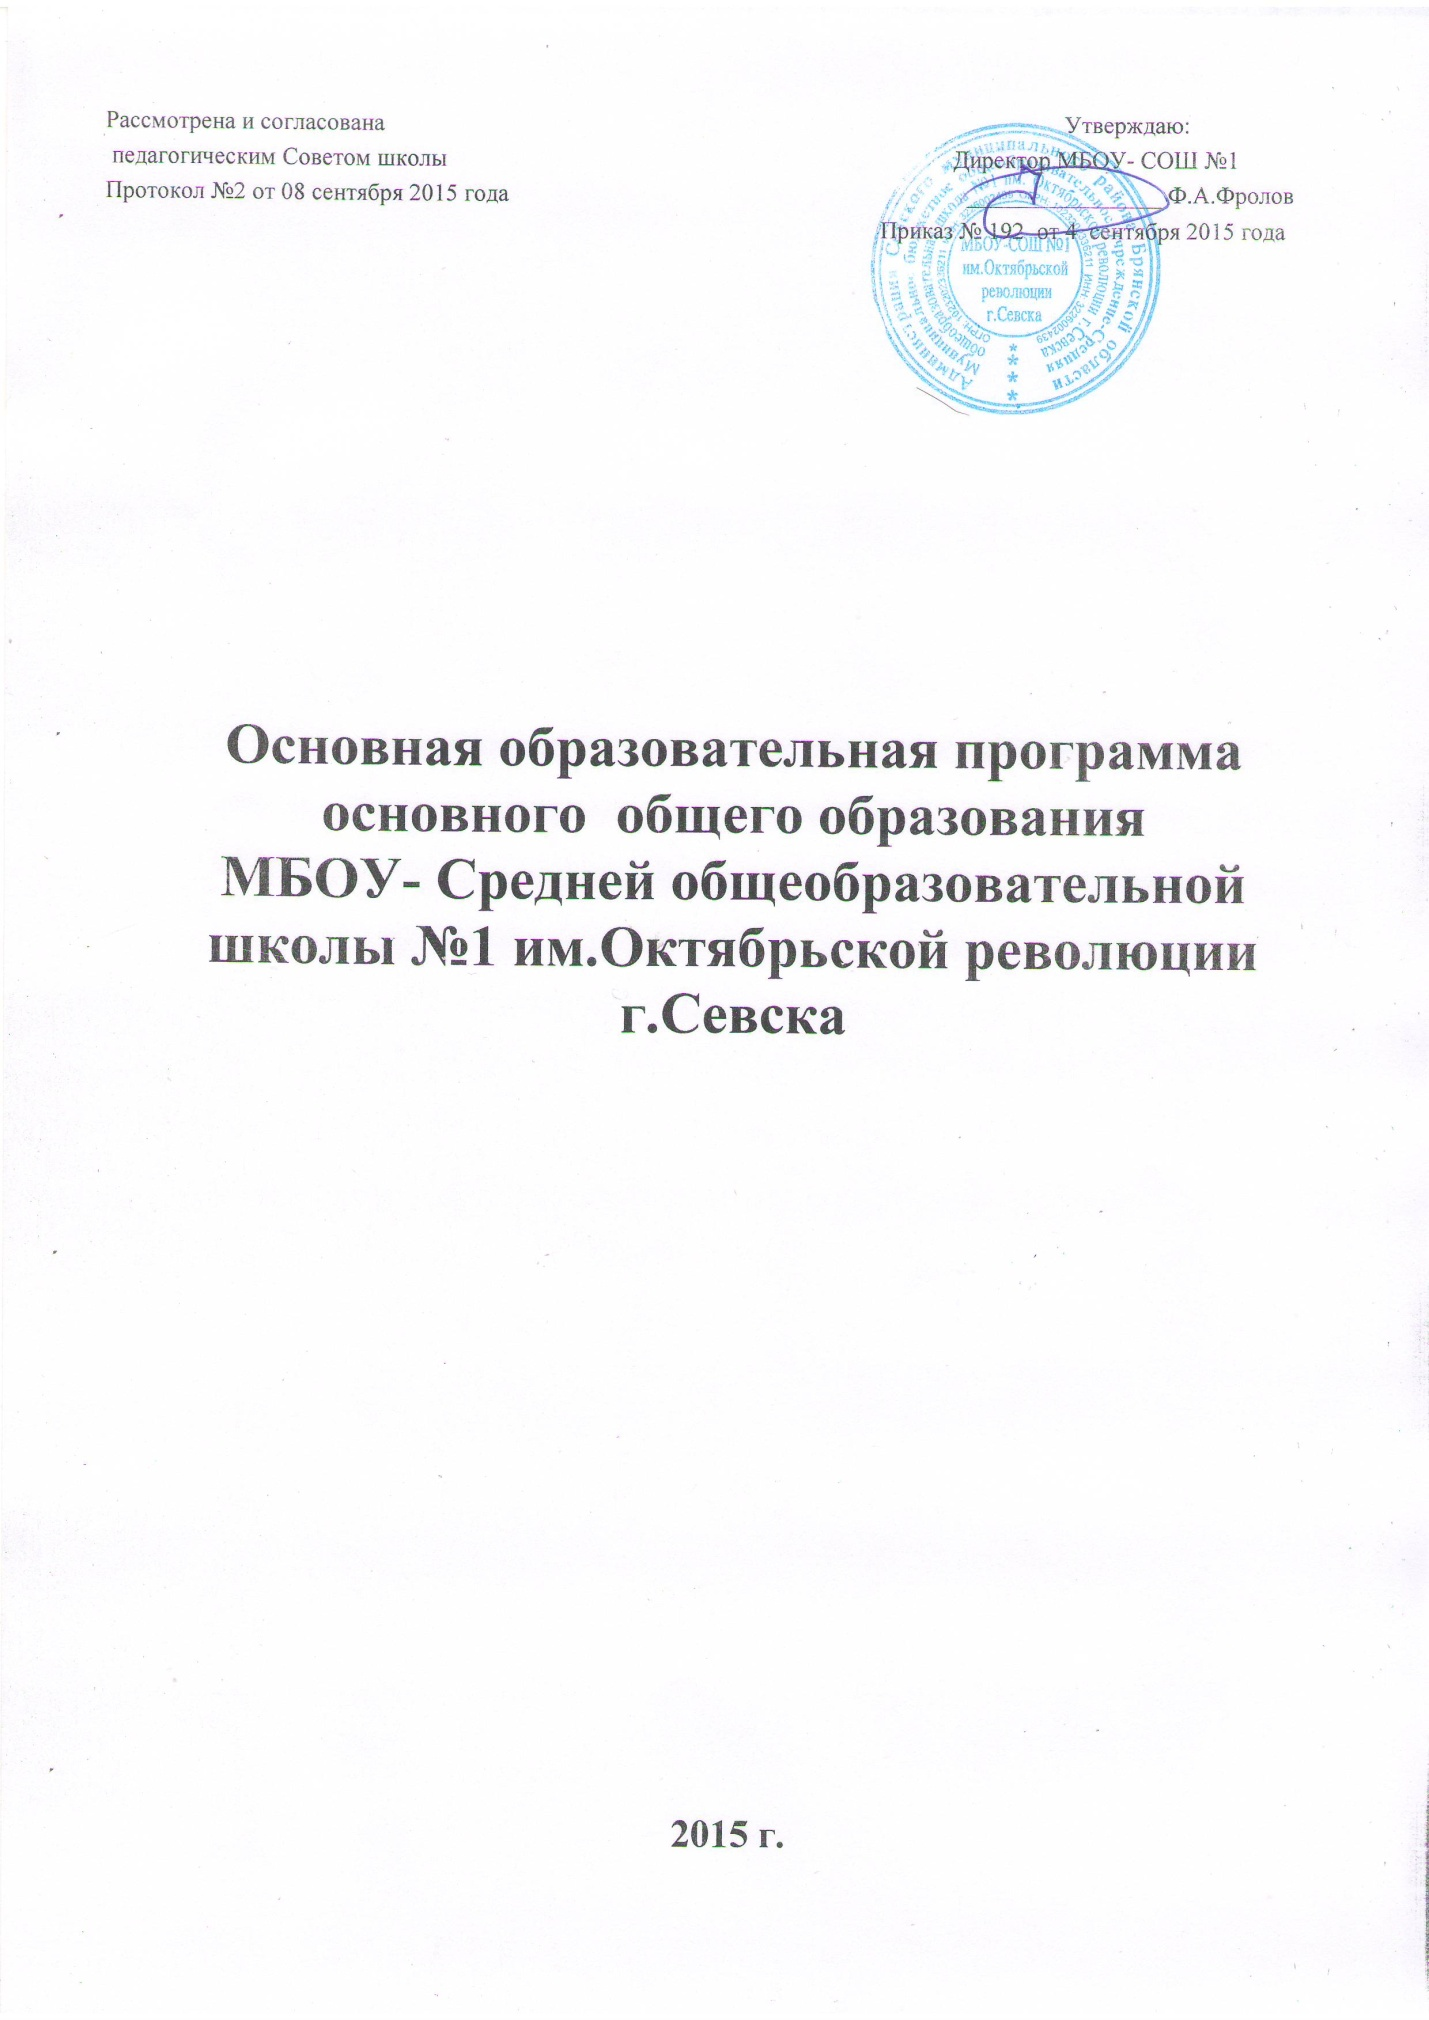 Рассмотрена и согласована
педагогическим Советом школы
Протокол №2 от 08 сентября 2015 года
Утверждаю:
Директор МБОУ- СОШ №1
Ф.А.Фролов
Приказ № 192 от 4 сентября 2015 года
МБОУ-СОШ №1
им.Октябрьской
революции
г.Севска
Основная образовательная программа
основного общего образования
МБОУ- Средней общеобразовательной
школы №1 им.Октябрьской революции
г.Севска
2015 г.